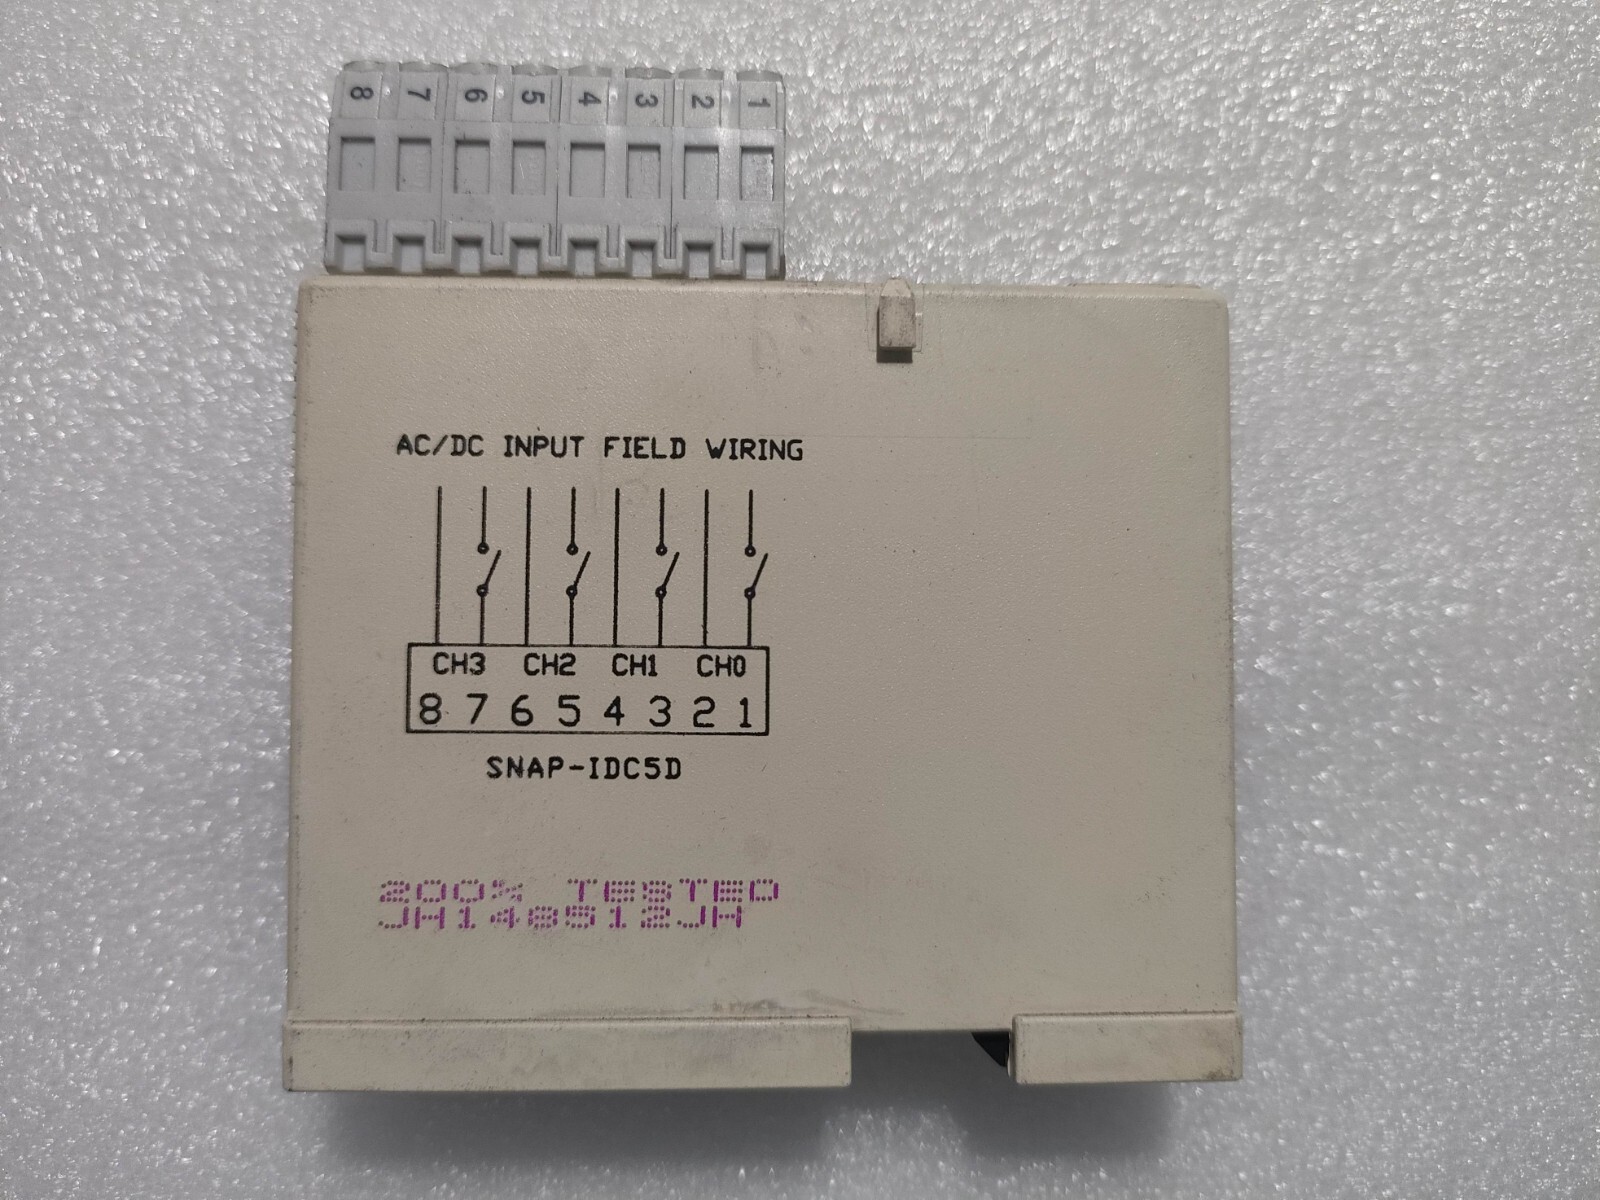 8 7 6 5 4 3 2 1
AC/DC INPUT FIELD WIRING
CH3 CH2 CH1 CH0
8 7 6 5 4 3 2 1
SNAP-IDC5D
200% TESTED
JH148512JH